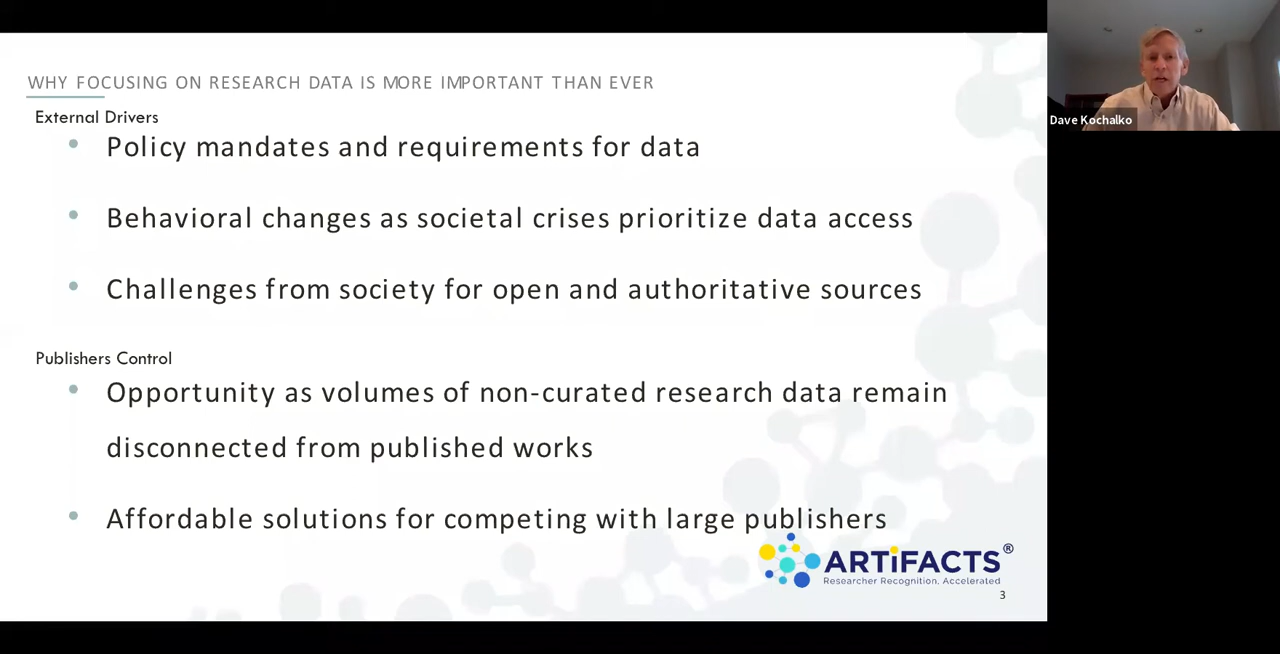 WHY FOCUSING ON RESEARCH DATA IS MORE IMPORTANT THAN EVER
External Drivers
• Policy mandates and requirements for data
• Behavioral changes as societal crises prioritize data access
• Challenges from society for open and authoritative sources
Publishers Control
• Opportunity as volumes of non-curated research data remain
disconnected from published works
• Affordable solutions for competing with large publishers
ARTiFACTS®
Researcher Recognition, Accelerated
3
Dave Kochalko